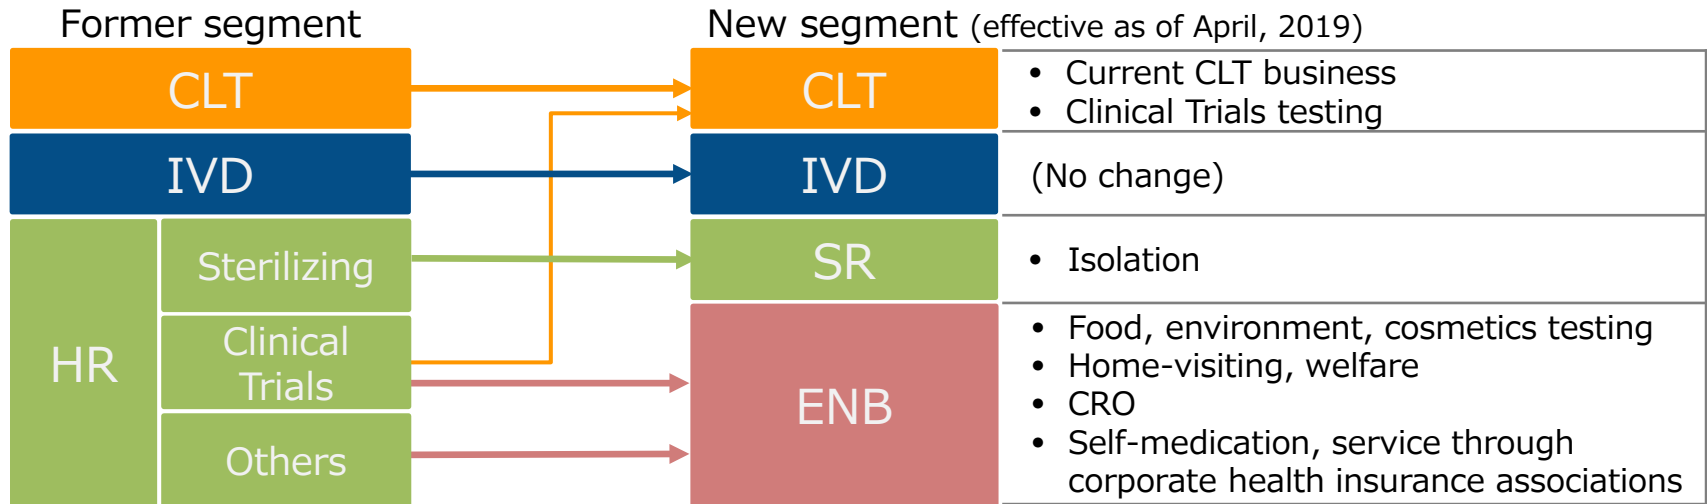 Former segment
New segment (effective as of April, 2019)
CLT
CLT
• Current CLT business
• Clinical Trials testing
IVD
IVD
(No change)
HR
Sterilizing
SR
• Isolation
Clinical
Trials
Others
ENB
• Food, environment, cosmetics testing
• Home-visiting, welfare
• CRO
• Self-medication, service through
corporate health insurance associations